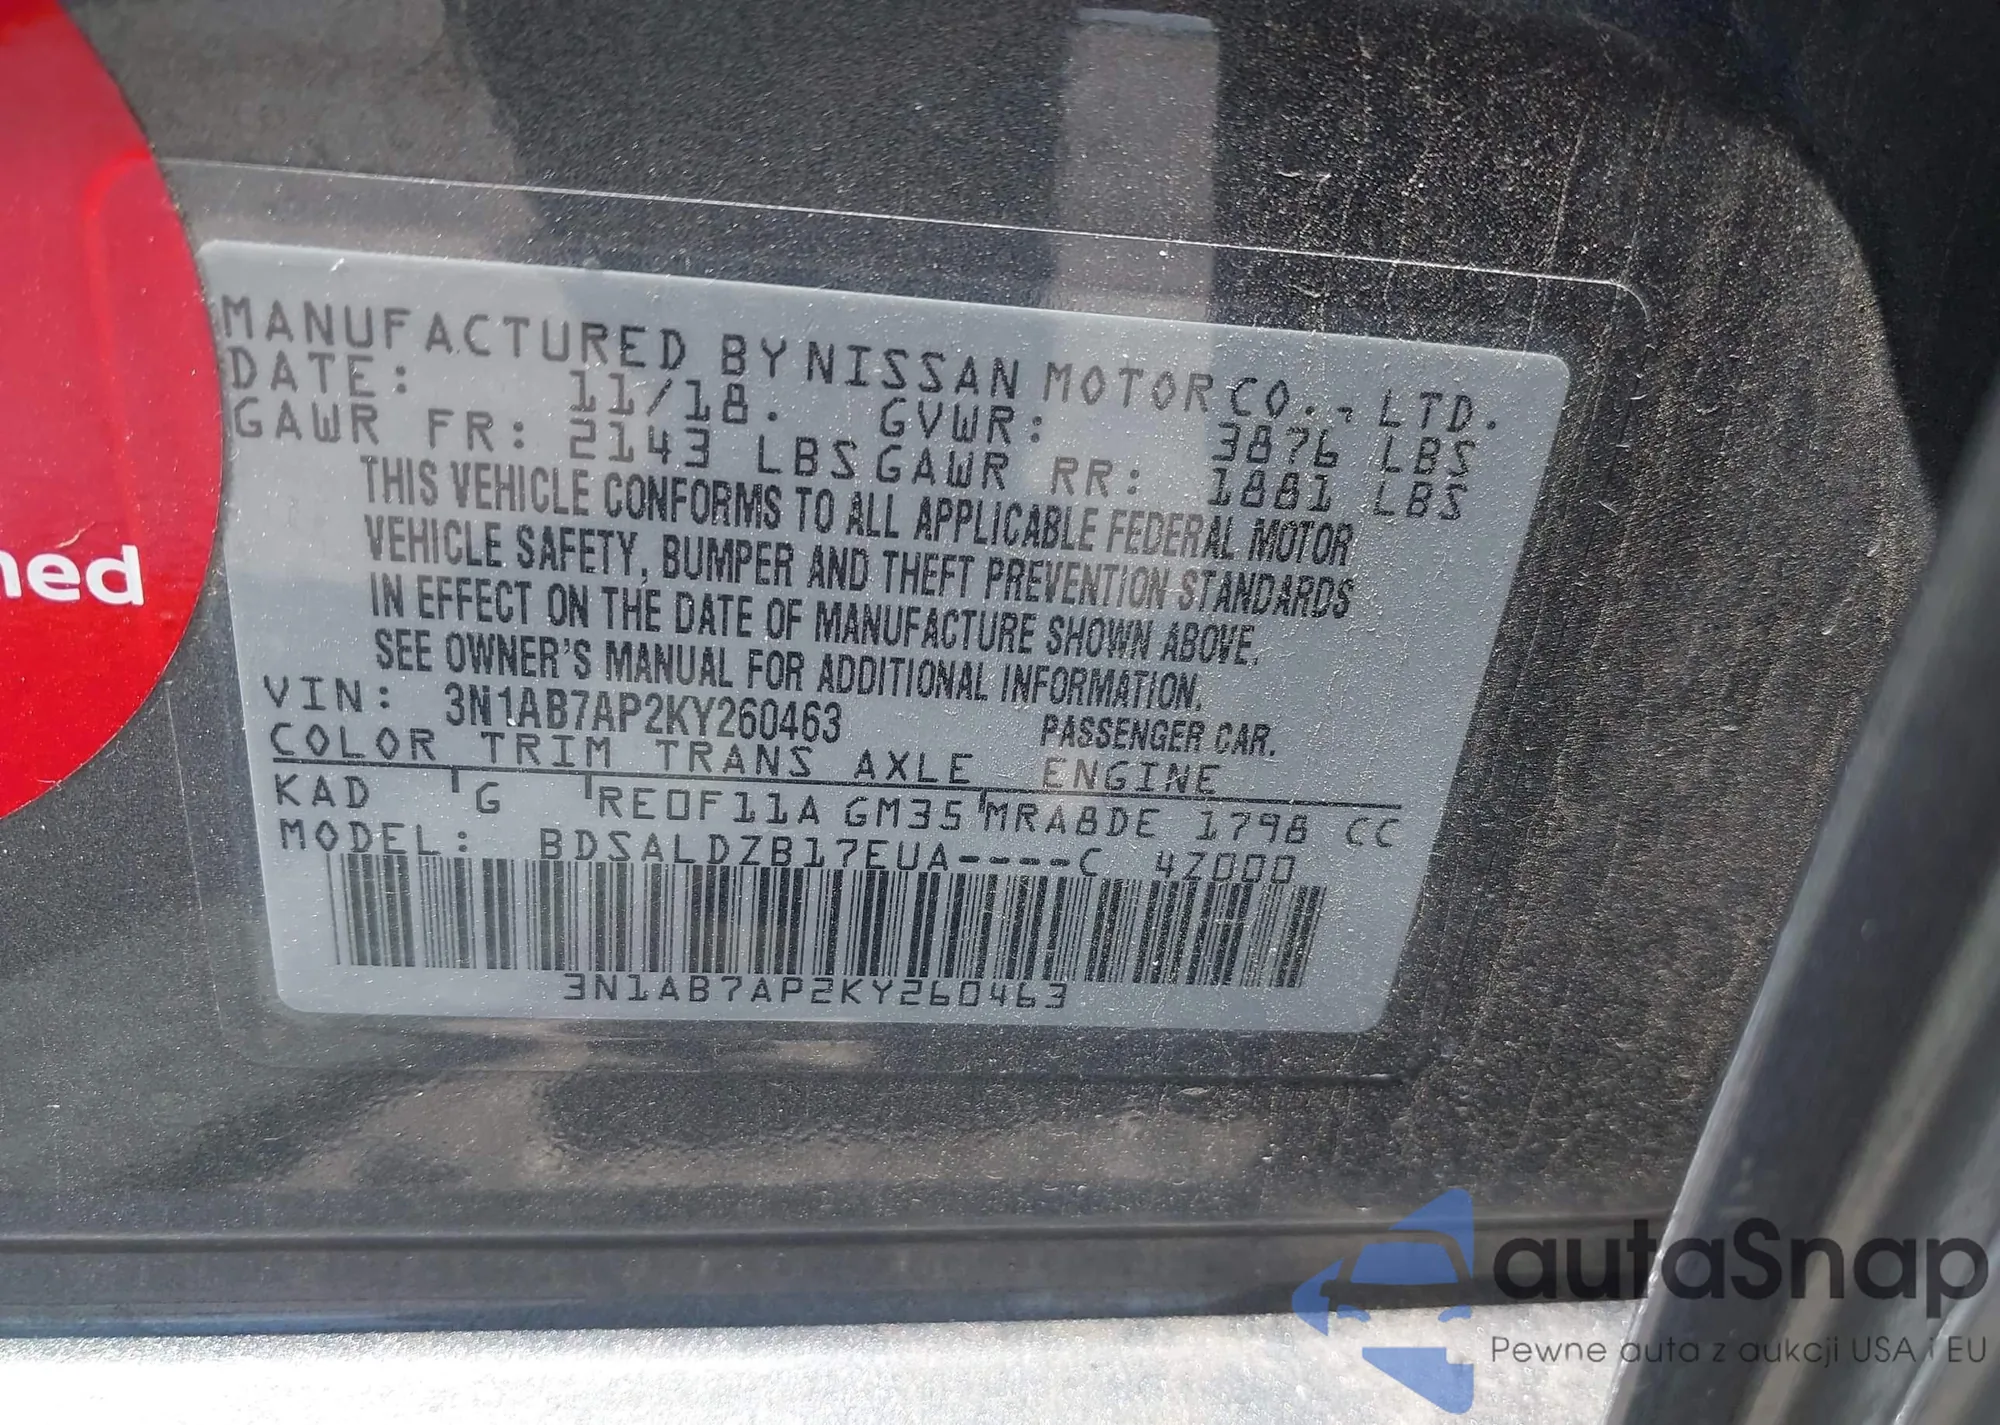 ned
MANUFACTURED BY NISSAN MOTOR CO., LTD.
DATE: 11/18. GVWR: 3876 LBS
GAWR FR: 2143 LBS GAWR RR: 1881 LBS
THIS VEHICLE CONFORMS TO ALL APPLICABLE FEDERAL MOTOR
VEHICLE SAFETY, BUMPER AND THEFT PREVENTION STANDARDS
IN EFFECT ON THE DATE OF MANUFACTURE SHOWN ABOVE.
SEE OWNER'S MANUAL FOR ADDITIONAL INFORMATION.
VIN: 3N1AB7AP2KY260463 PASSENGER CAR.
COLOR TRIM TRANS AXLE ENGINE
KAD G RE0F11A GM35 MRA8DE 1798 CC
MODEL: BDSALDZB17EUA----C 4Z000
3N1AB7AP2KY260463
autaSnap
Pewne auta z aukcji USA i EU